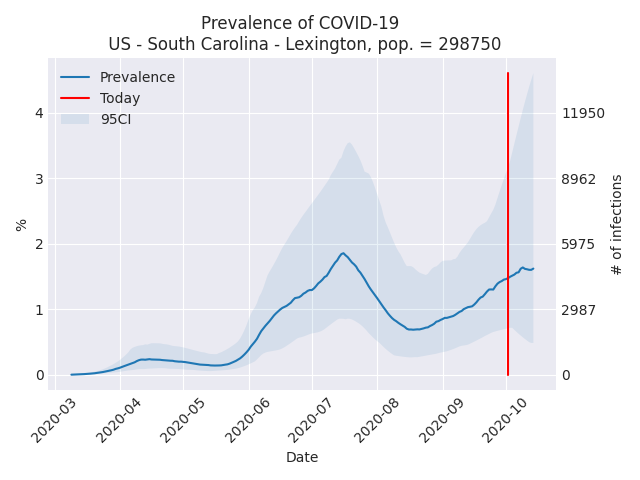 Prevalence of COVID-19
US - South Carolina - Lexington, pop. = 298750
Prevalence
Today
95CI
4
3
2
1
0
%
11950
8962
5975
2987
0
# of infections
2020-03
2020-04
2020-05
2020-06
2020-07
2020-08
2020-09
2020-10
Date